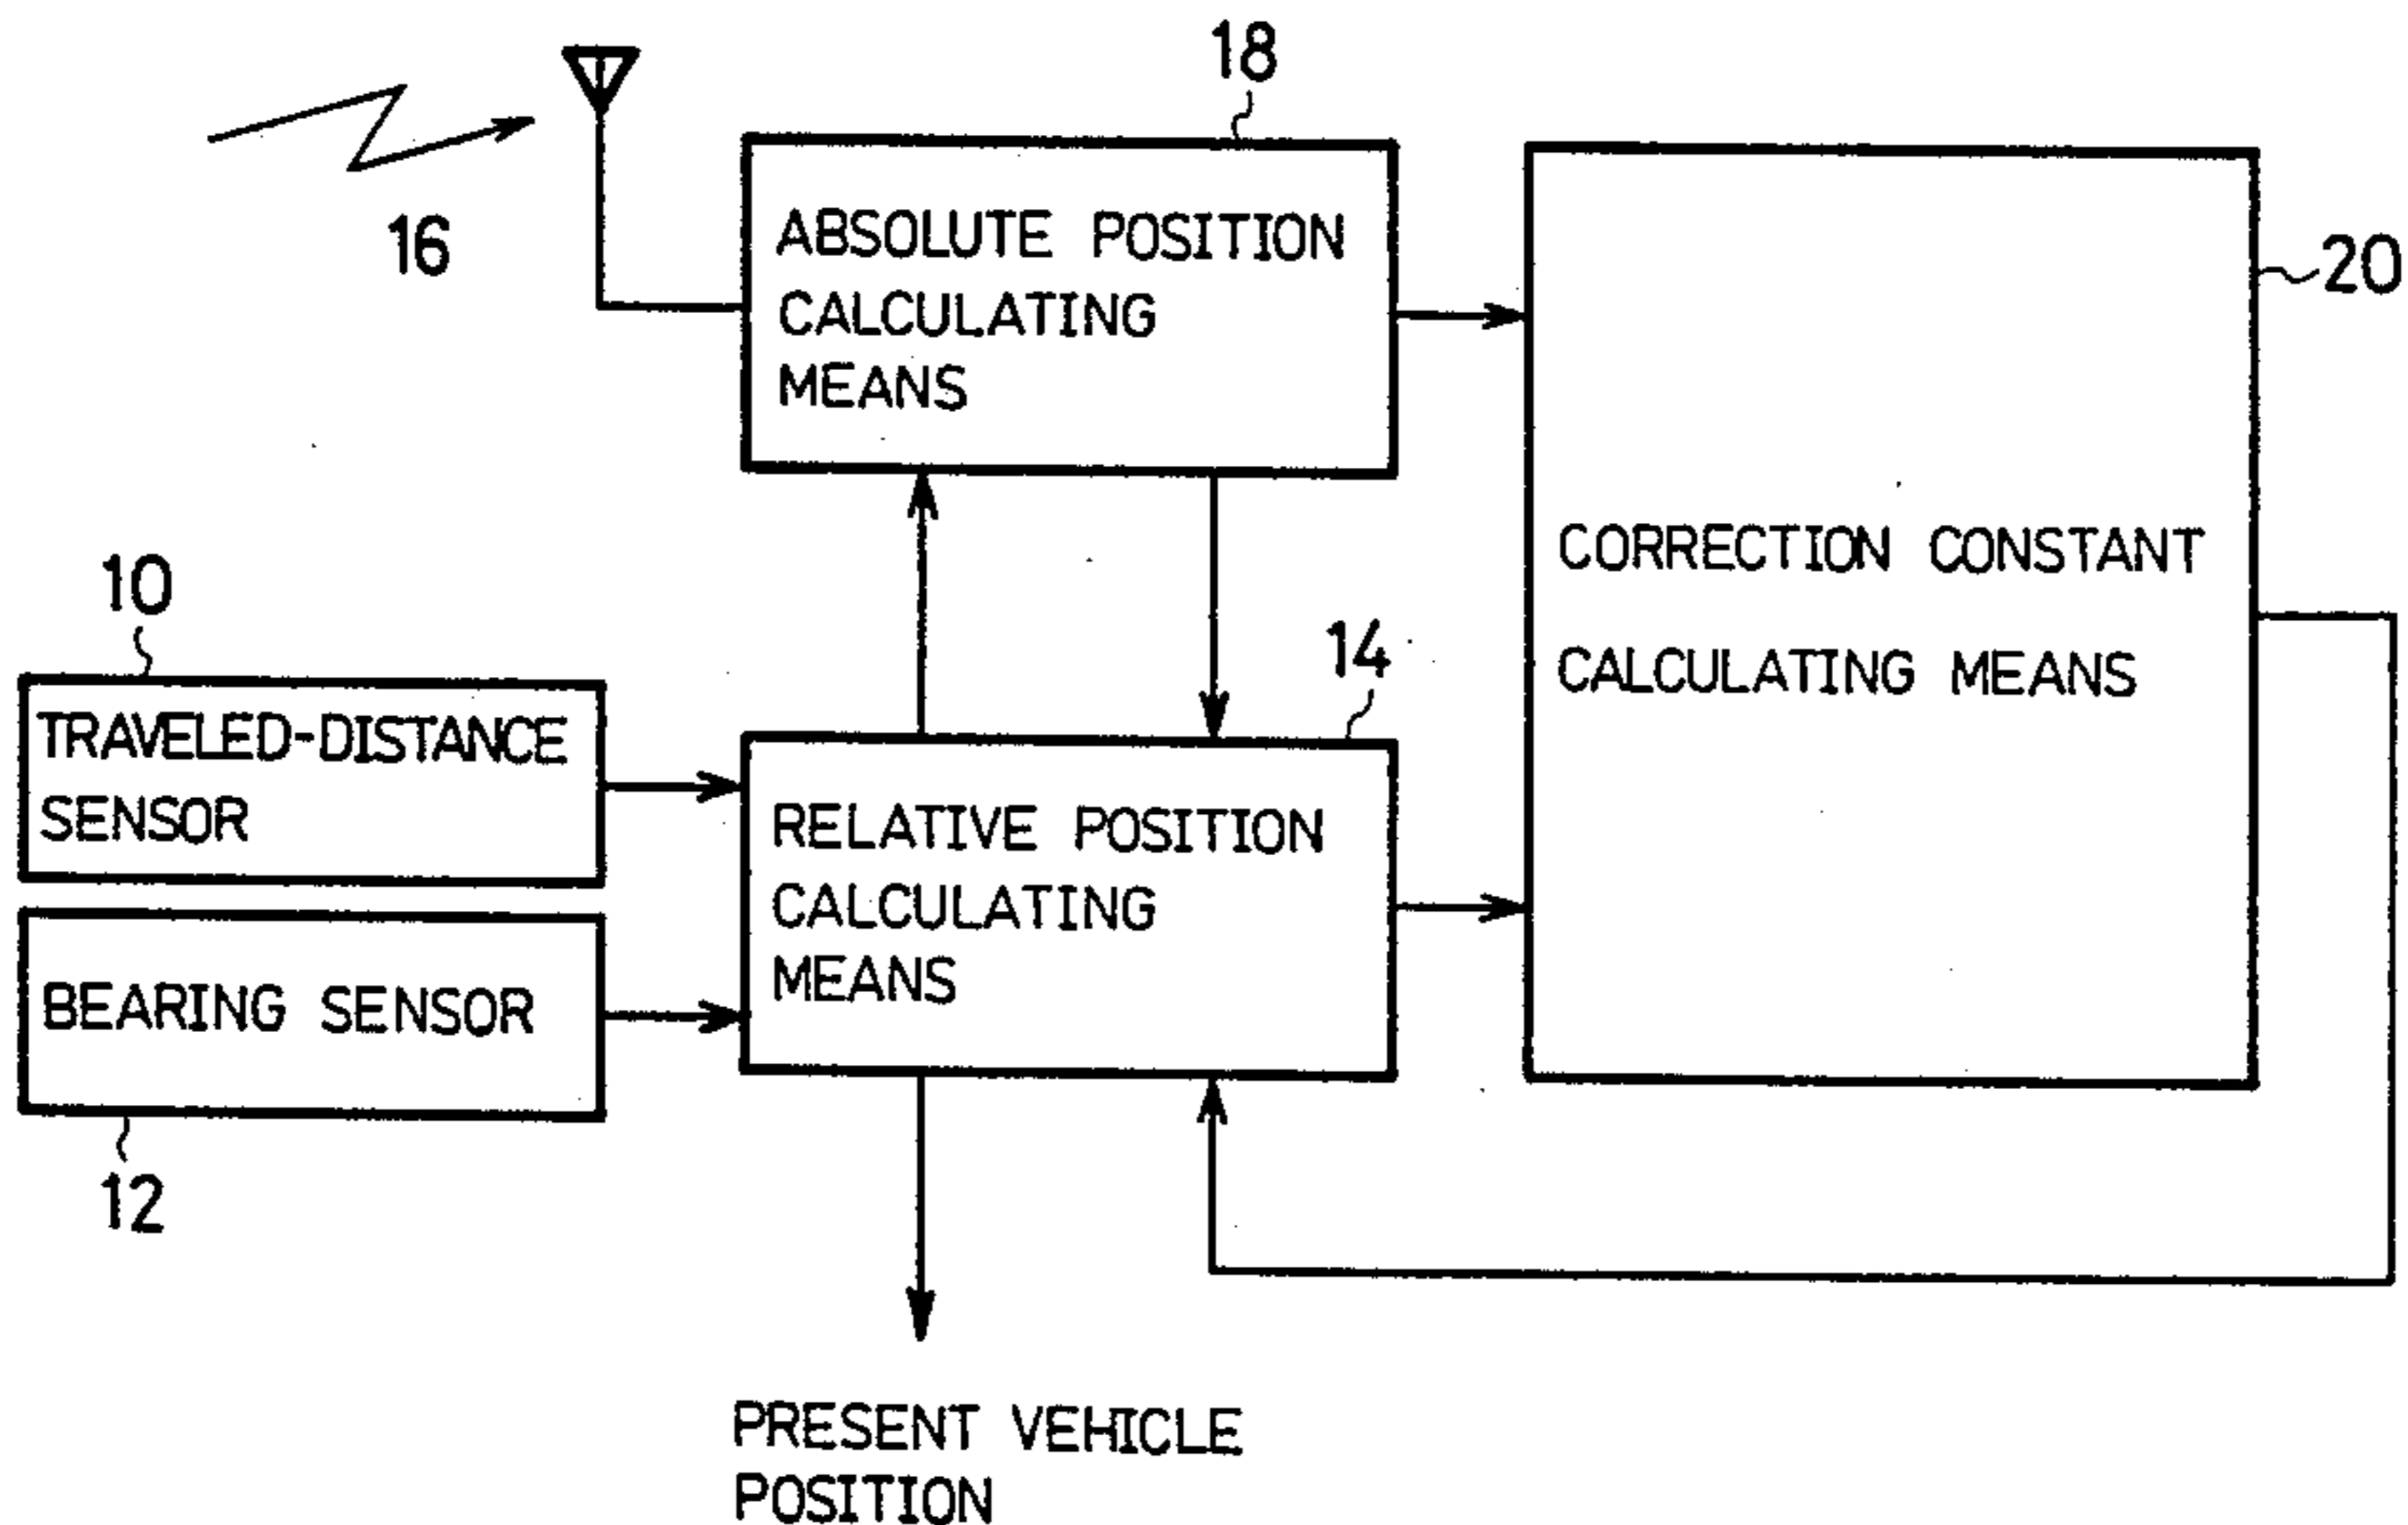 18
16
ABSOLUTE POSITION
CALCULATING
MEANS
20
CORRECTION CONSTANT
CALCULATING MEANS
10
TRAVELED-DISTANCE
SENSOR
14
RELATIVE POSITION
CALCULATING
MEANS
BEARING SENSOR
12
PRESENT VEHICLE
POSITION